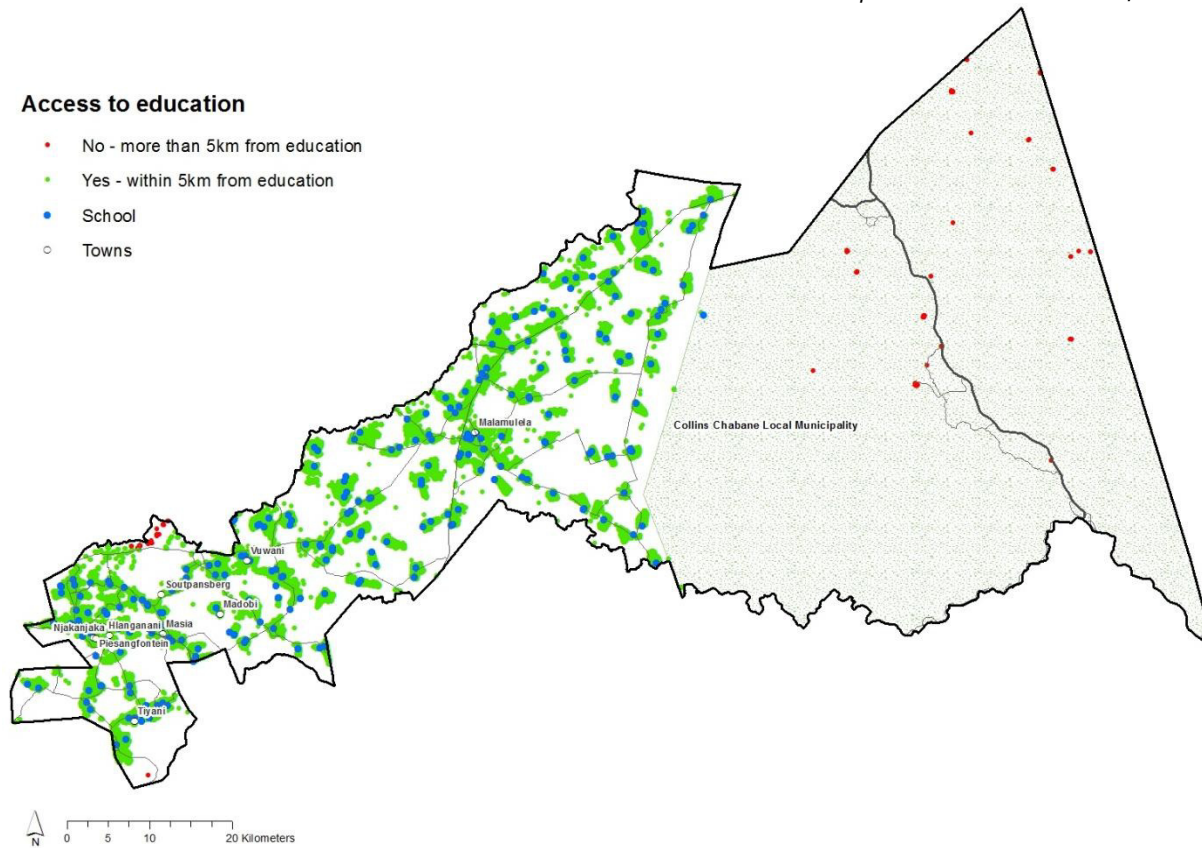 Access to education
No - more than 5km from education
Yes - within 5km from education
School
Towns
Malamulela
Collins Chabane Local Municipality
Vuwani
Soutpansberg
Madobi
Njakanjaka
Hlanganani
Masia
Piesangfontein
Tiyani
N
0 5 10 20 Kilometers